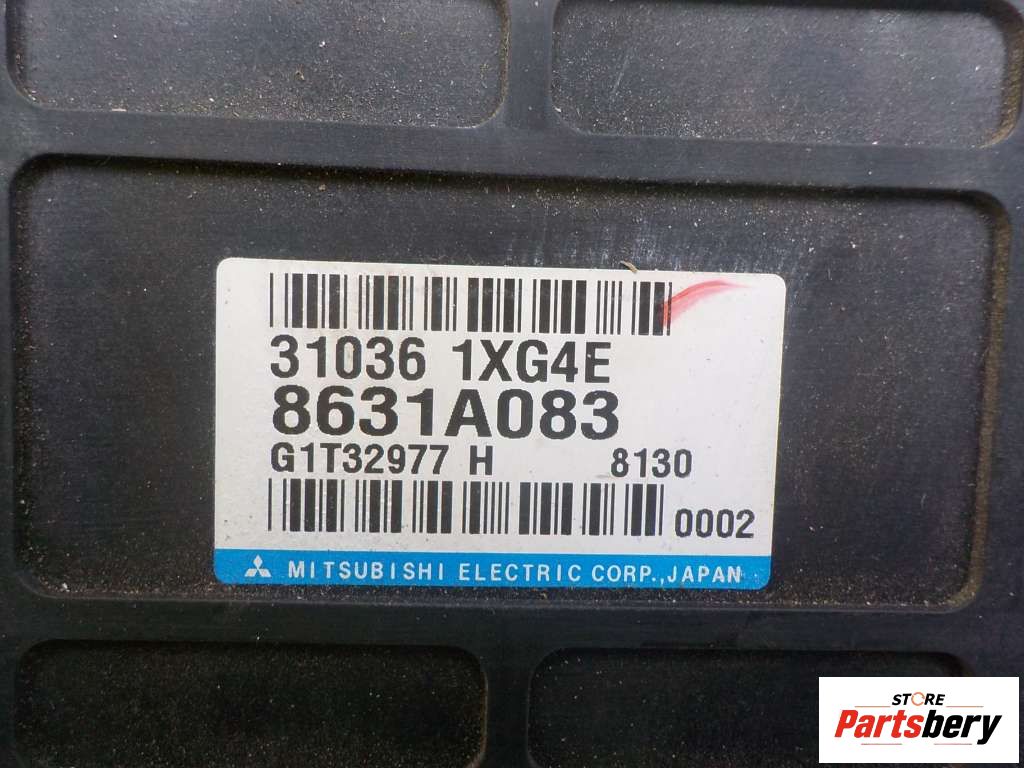 31036 1XG4E
8631A083
G1T32977 H 8130
0002
MITSUBISHI ELECTRIC CORP.,JAPAN
STORE
Partsbery